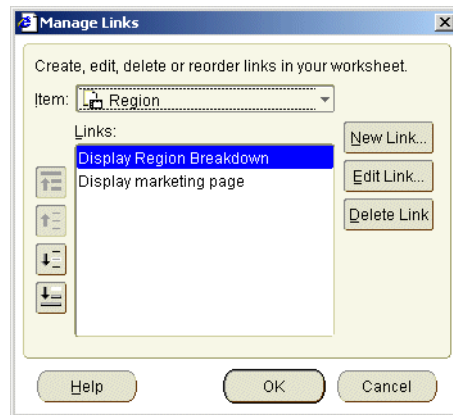 Manage Links
Create, edit, delete or reorder links in your worksheet.
Item: Region
Links:
Display Region Breakdown
Display marketing page
New Link...
Edit Link...
Delete Link
Help OK Cancel